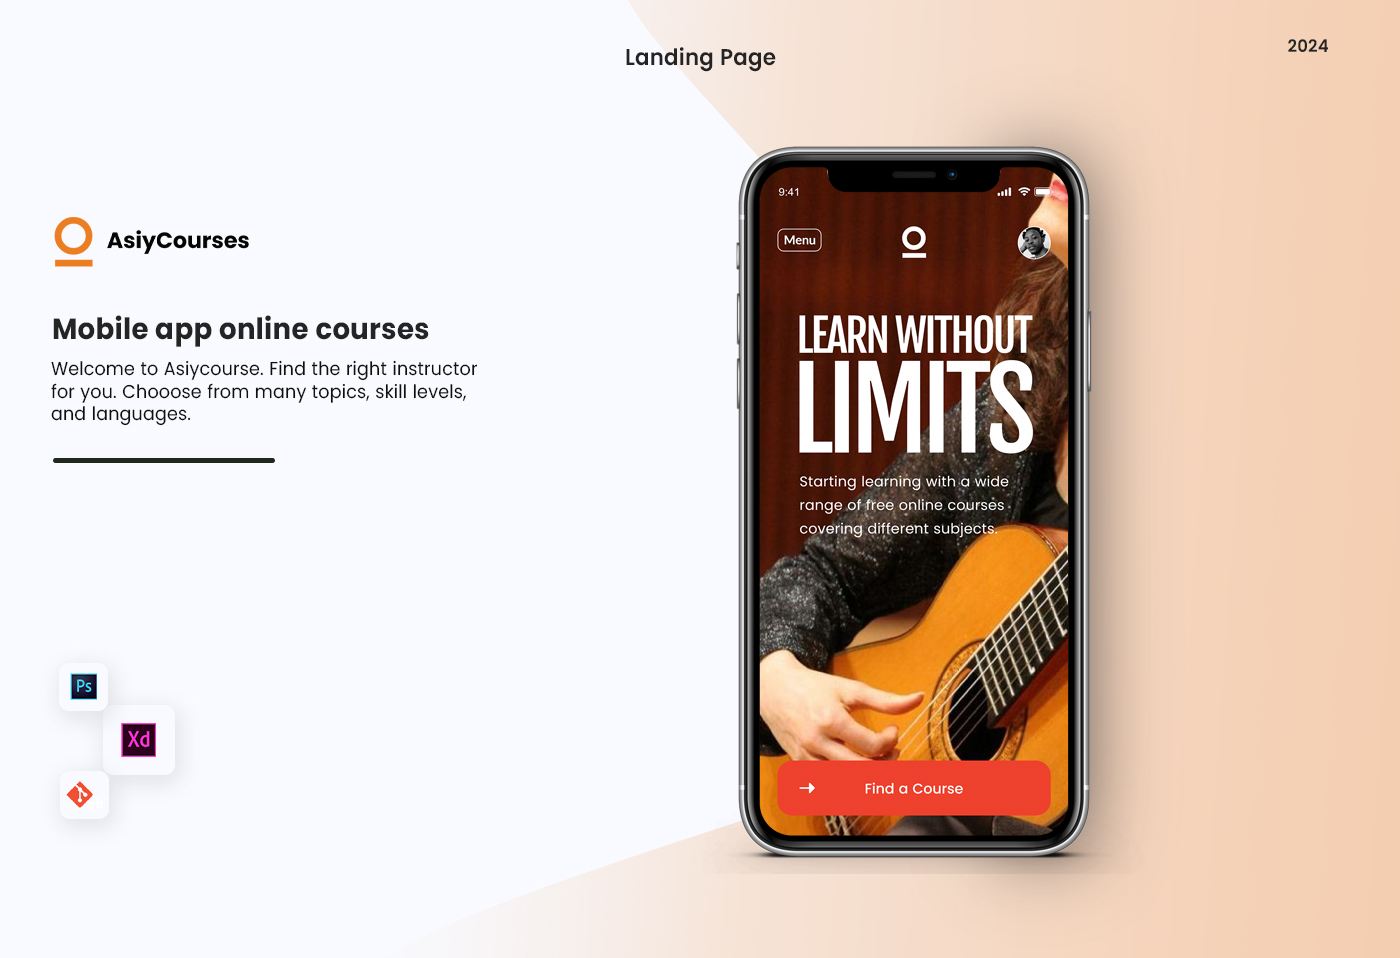 Landing Page
2024
AsiyCourses
Mobile app online courses
Welcome to Asiycourse. Find the right instructor
for you. Chooose from many topics, skill levels,
and languages.
Ps
Xd
9:41
Menu
LEARN WITHOUT
LIMITS
Starting learning with a wide
range of free online courses
covering different subjects.
Find a Course